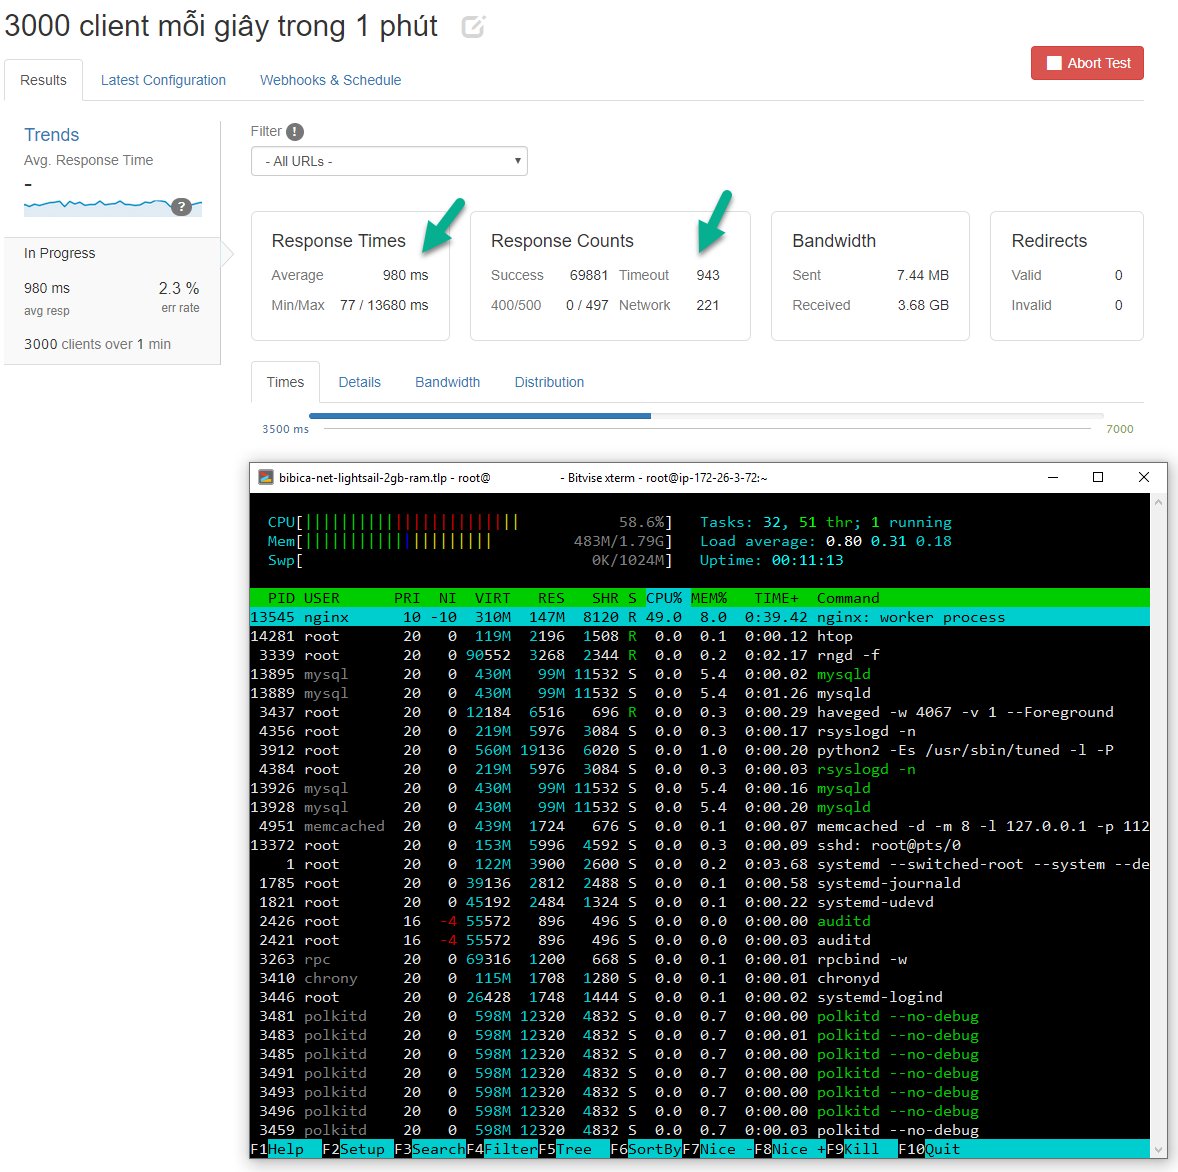 3000 client mỗi giây trong 1 phút
Abort Test
Results Latest Configuration Webhooks & Schedule
Trends
Avg. Response Time
-
?
In Progress
980 ms 2.3 %
avg resp err rate
3000 clients over 1 min
Filter !
- All URLs -
Response Times
Average 980 ms
Min/Max 77 / 13680 ms
Response Counts
Success 69881 Timeout 943
400/500 0 / 497 Network 221
Bandwidth
Sent 7.44 MB
Received 3.68 GB
Redirects
Valid 0
Invalid 0
Times Details Bandwidth Distribution
3500 ms 7000
bibica-net-lightsail-2gb-ram.tlp - root@ - Bitvise xterm - root@ip-172-26-3-72:~
CPU[|||||||||||||||||||||||| 58.6%] Tasks: 32, 51 thr; 1 running
Mem[||||||||||||||||||||| 483M/1.79G] Load average: 0.80 0.31 0.18
Swp[ 0K/1024M] Uptime: 00:11:13
PID USER PRI NI VIRT RES SHR S CPU% MEM% TIME+ Command
13545 nginx 10 -10 310M 147M 8120 R 49.0 8.0 0:39.42 nginx: worker process
14281 root 20 0 119M 2196 1508 R 0.0 0.1 0:00.12 htop
3339 root 20 0 90552 3268 2344 R 0.0 0.2 0:02.17 rngd -f
13895 mysql 20 0 430M 99M 11532 S 0.0 5.4 0:00.02 mysqld
13889 mysql 20 0 430M 99M 11532 S 0.0 5.4 0:01.26 mysqld
3437 root 20 0 12184 6516 696 R 0.0 0.3 0:00.29 haveged -w 4067 -v 1 --Foreground
4356 root 20 0 219M 5976 3084 S 0.0 0.3 0:00.17 rsyslogd -n
3912 root 20 0 560M 19136 6020 S 0.0 1.0 0:00.20 python2 -Es /usr/sbin/tuned -l -P
4384 root 20 0 219M 5976 3084 S 0.0 0.3 0:00.03 rsyslogd -n
13926 mysql 20 0 430M 99M 11532 S 0.0 5.4 0:00.16 mysqld
13928 mysql 20 0 430M 99M 11532 S 0.0 5.4 0:00.20 mysqld
4951 memcached 20 0 439M 1724 676 S 0.0 0.1 0:00.07 memcached -d -m 8 -l 127.0.0.1 -p 112
13372 root 20 0 153M 5996 4592 S 0.0 0.3 0:00.09 sshd: root@pts/0
1 root 20 0 122M 3900 2600 S 0.0 0.2 0:03.68 systemd --switched-root --system --de
1785 root 20 0 39136 2812 2488 S 0.0 0.1 0:00.58 systemd-journald
1821 root 20 0 45192 2484 1324 S 0.0 0.1 0:00.22 systemd-udevd
2426 root 16 -4 55572 896 496 S 0.0 0.0 0:00.00 auditd
2421 root 16 -4 55572 896 496 S 0.0 0.0 0:00.03 auditd
3263 rpc 20 0 69316 1200 668 S 0.0 0.1 0:00.01 rpcbind -w
3410 chrony 20 0 115M 1708 1280 S 0.0 0.1 0:00.01 chronyd
3446 root 20 0 26428 1748 1444 S 0.0 0.1 0:00.02 systemd-logind
3481 polkitd 20 0 598M 12320 4832 S 0.0 0.7 0:00.00 polkitd --no-debug
3483 polkitd 20 0 598M 12320 4832 S 0.0 0.7 0:00.01 polkitd --no-debug
3485 polkitd 20 0 598M 12320 4832 S 0.0 0.7 0:00.00 polkitd --no-debug
3491 polkitd 20 0 598M 12320 4832 S 0.0 0.7 0:00.00 polkitd --no-debug
3493 polkitd 20 0 598M 12320 4832 S 0.0 0.7 0:00.00 polkitd --no-debug
3496 polkitd 20 0 598M 12320 4832 S 0.0 0.7 0:00.00 polkitd --no-debug
3459 polkitd 20 0 598M 12320 4832 S 0.0 0.7 0:00.03 polkitd --no-debug
F1Help F2Setup F3SearchF4FilterF5Tree F6SortByF7Nice -F8Nice +F9Kill F10Quit